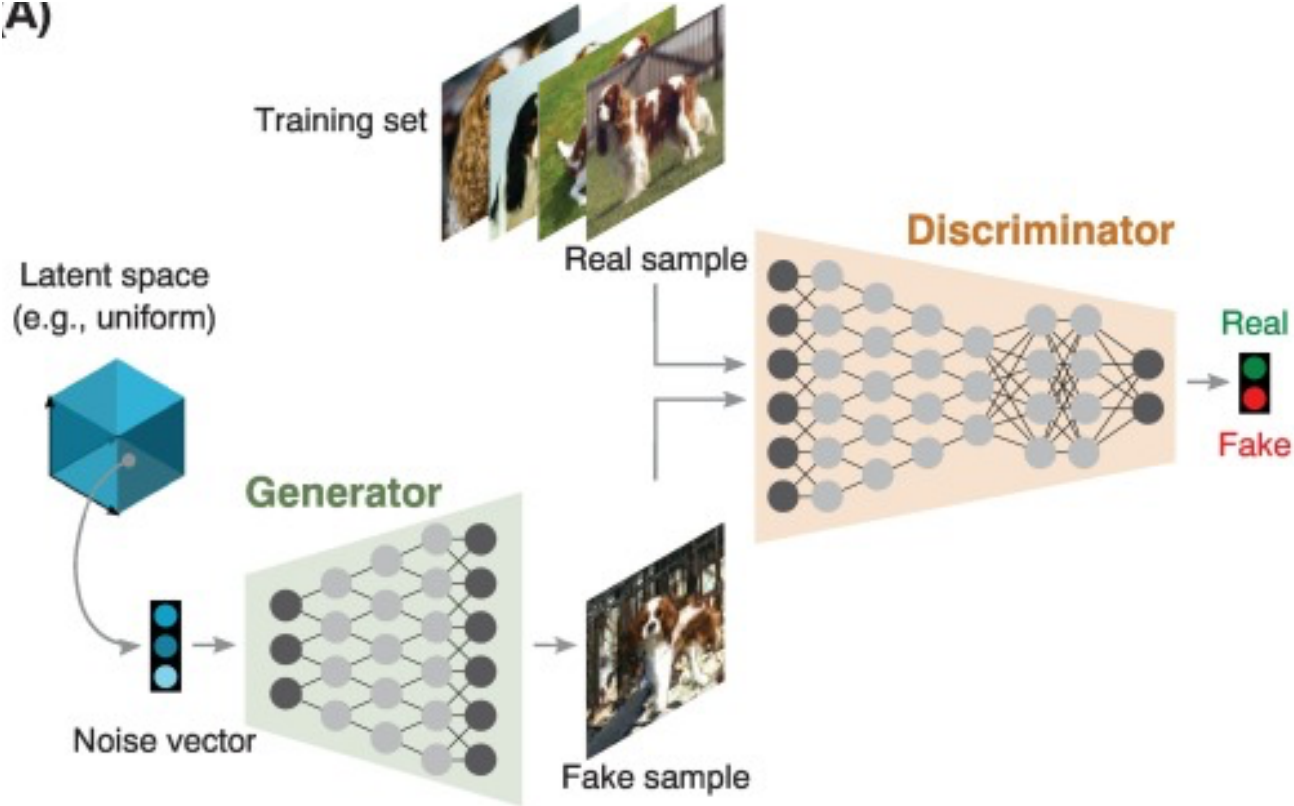 (A)
Training set
Real sample
Discriminator
Latent space
(e.g., uniform)
Real
Fake
Generator
Noise vector
Fake sample